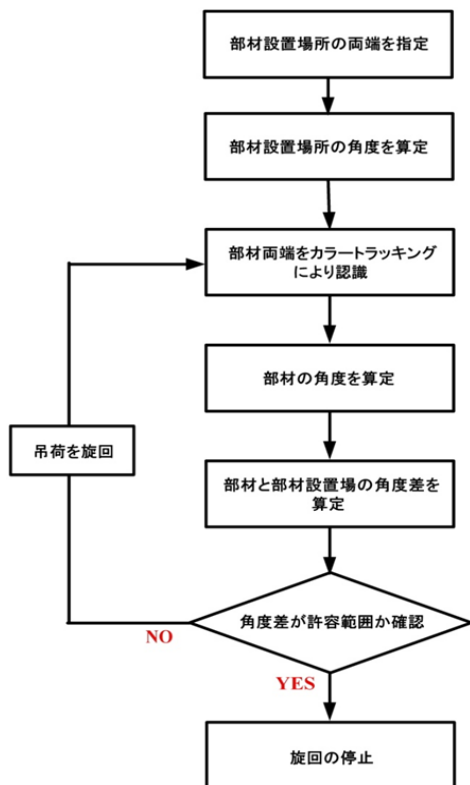 部材設置場所の両端を指定
部材設置場所の角度を算定
部材両端をカラートラッキング
により認識
部材の角度を算定
吊荷を旋回
部材と部材設置場の角度差を
算定
角度差が許容範囲か確認
NO
YES
旋回の停止